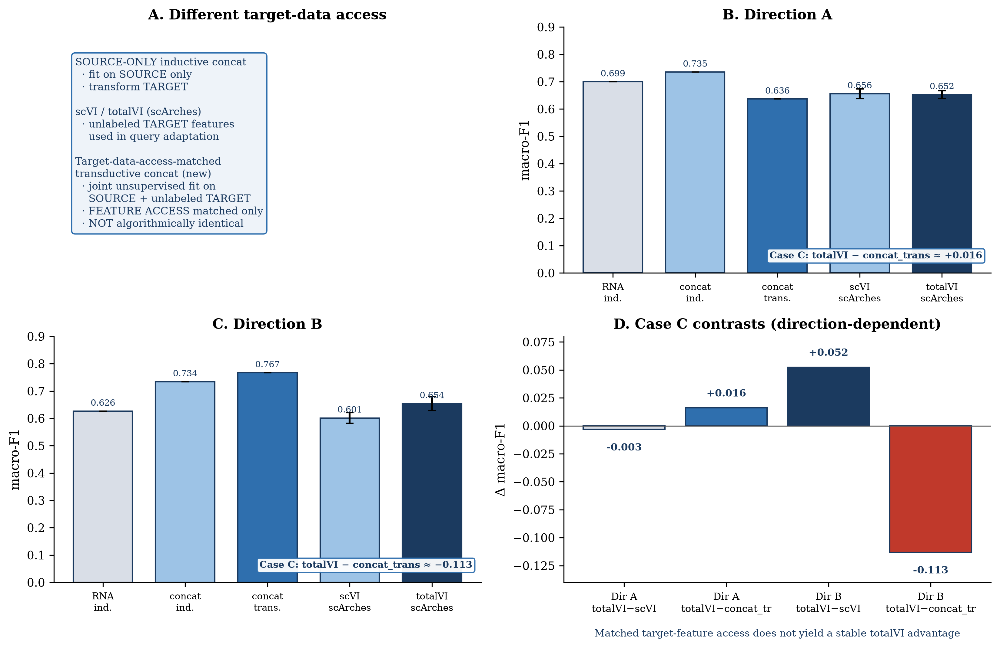 A. Different target-data access
SOURCE-ONLY inductive concat
· fit on SOURCE only
· transform TARGET
scVI / totalVI (scArches)
· unlabeled TARGET features
used in query adaptation
Target-data-access-matched
transductive concat (new)
· joint unsupervised fit on
SOURCE + unlabeled TARGET
· FEATURE ACCESS matched only
· NOT algorithmically identical
B. Direction A
macro-F1
0.9
0.8
0.7
0.6
0.5
0.4
0.3
0.2
0.1
0.0
0.699
0.735
0.636
0.656
0.652
Case C: totalVI − concat_trans ≈ +0.016
RNA
ind.
concat
ind.
concat
trans.
scVI
scArches
totalVI
scArches
C. Direction B
macro-F1
0.9
0.8
0.7
0.6
0.5
0.4
0.3
0.2
0.1
0.0
0.626
0.734
0.767
0.601
0.654
Case C: totalVI − concat_trans ≈ −0.113
RNA
ind.
concat
ind.
concat
trans.
scVI
scArches
totalVI
scArches
D. Case C contrasts (direction-dependent)
Δ macro-F1
0.075
0.050
0.025
0.000
−0.025
−0.050
−0.075
−0.100
−0.125
-0.003
+0.016
+0.052
-0.113
Dir A
totalVI−scVI
Dir A
totalVI−concat_tr
Dir B
totalVI−scVI
Dir B
totalVI−concat_tr
Matched target-feature access does not yield a stable totalVI advantage